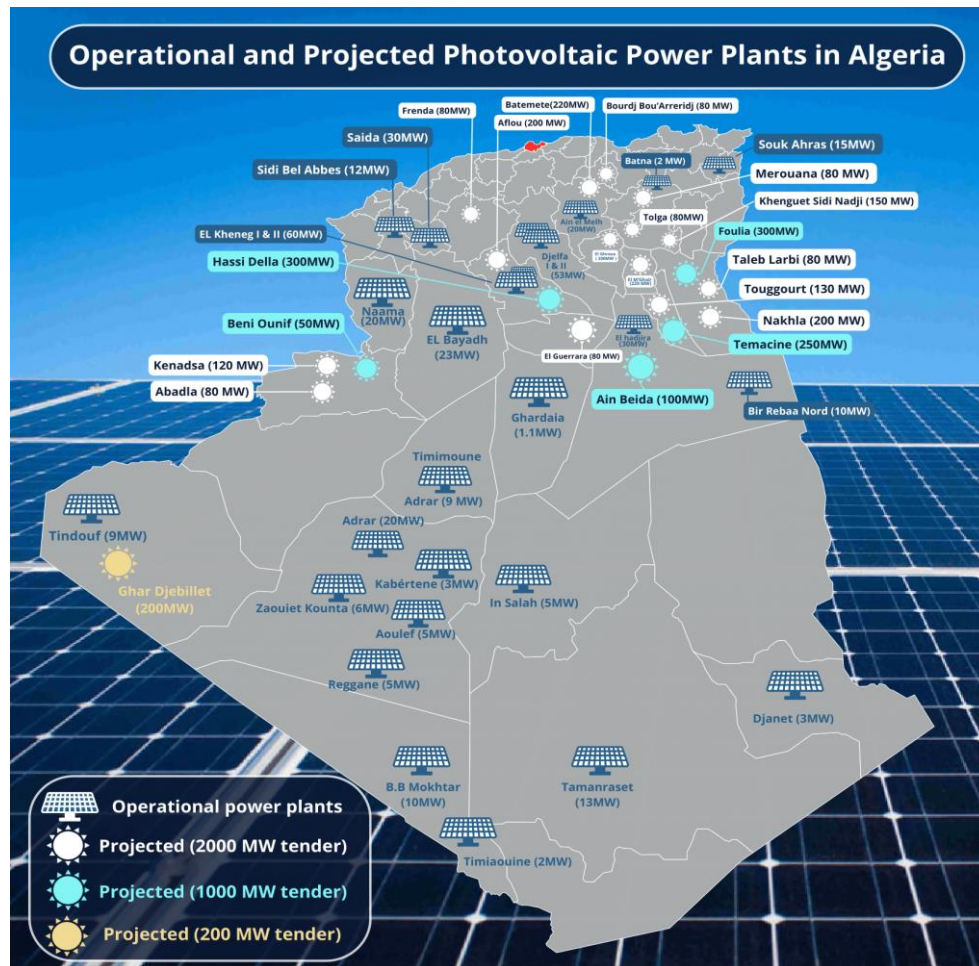 Operational and Projected Photovoltaic Power Plants in Algeria
Batemete(220MW)
Bourdj Bou'Arreridj (80 MW)
Frenda (80MW)
Aflou (200 MW)
Saida (30MW)
Souk Ahras (15MW)
Batna (2 MW)
Sidi Bel Abbes (12MW)
Merouana (80 MW)
Khenguet Sidi Nadji (150 MW)
Ain el Melh
(20MW)
Tolga (80MW)
EL Kheneg I & II (60MW)
Foulia (300MW)
Djelfa
I & II
(53MW)
Hassi Della (300MW)
Taleb Larbi (80 MW)
Touggourt (130 MW)
Naama
(20MW)
Beni Ounif (50MW)
Nakhla (200 MW)
EL Bayadh
(23MW)
El hadjira
(30MW)
Temacine (250MW)
El Guerrara (80 MW)
Kenadsa (120 MW)
Abadla (80 MW)
Ain Beida (100MW)
Ghardaia
(1.1MW)
Bir Rebaa Nord (10MW)
Timimoune
Adrar (9 MW)
Adrar (20MW)
Tindouf (9MW)
Kabértene (3MW)
Ghar Djebillet
(200MW)
Zaouiet Kounta (6MW)
In Salah (5MW)
Aoulef (5MW)
Reggane (5MW)
Djanet (3MW)
B.B Mokhtar
(10MW)
Tamanraset
(13MW)
Timiaouine (2MW)
Operational power plants
Projected (2000 MW tender)
Projected (1000 MW tender)
Projected (200 MW tender)